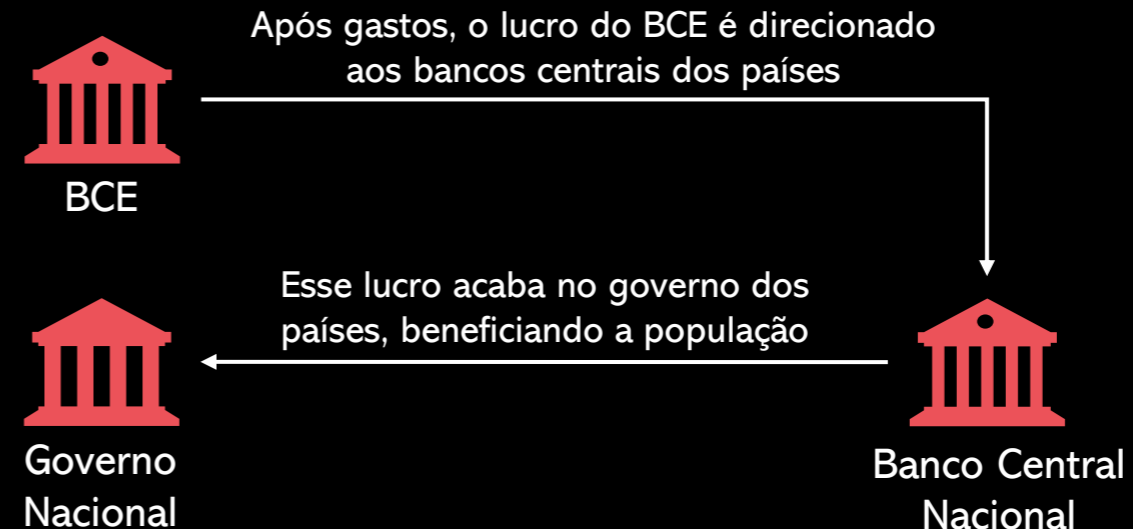 Após gastos, o lucro do BCE é direcionado
aos bancos centrais dos países
BCE
Esse lucro acaba no governo dos
países, beneficiando a população
Governo
Nacional
Banco Central
Nacional